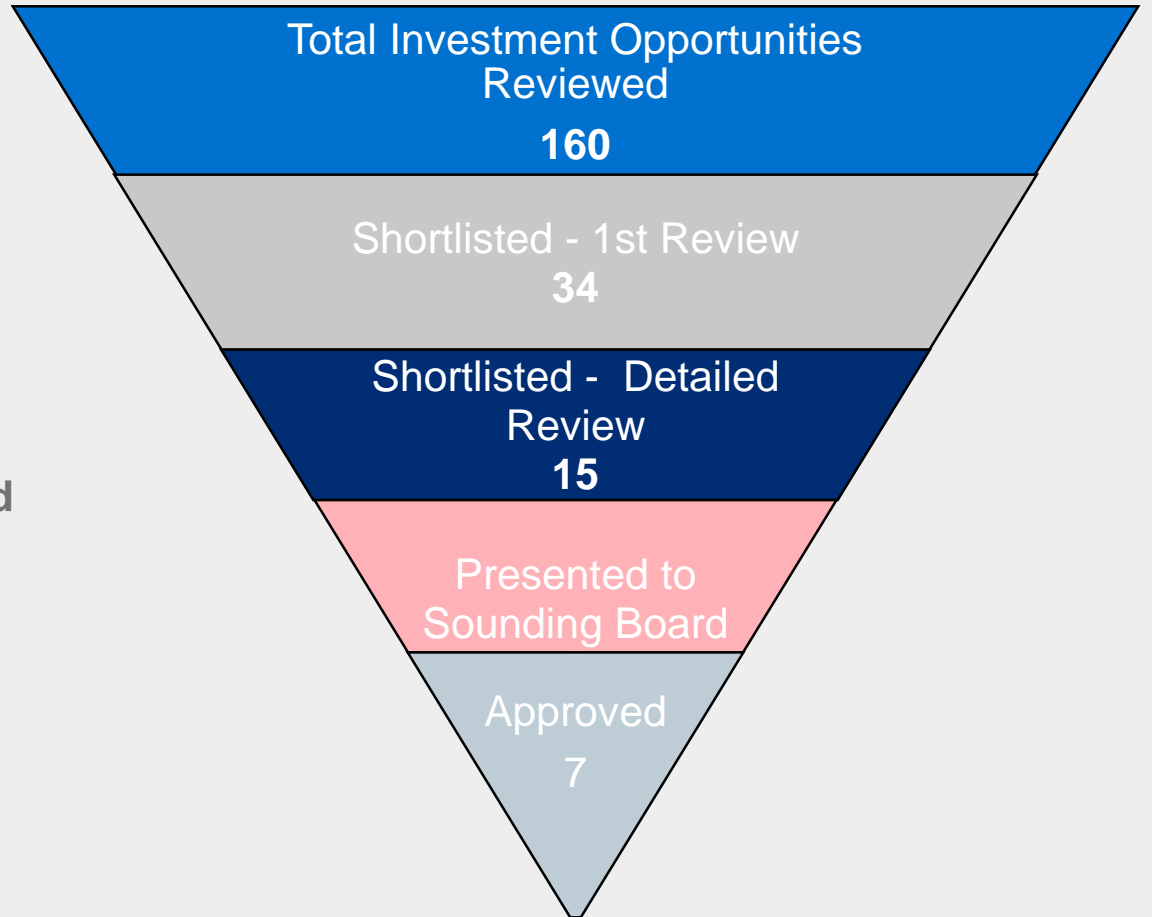 Total Investment Opportunities
Reviewed
160
Shortlisted - 1st Review
34
Shortlisted -  Detailed
Review
15
d
Presented to
Sounding Board
Approved
7